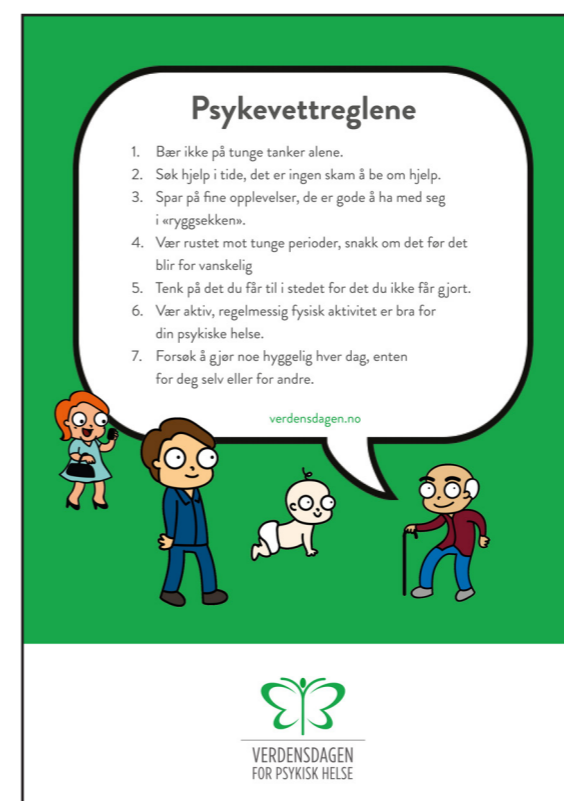 Psykevettreglene
1. Bær ikke på tunge tanker alene.
2. Søk hjelp i tide, det er ingen skam å be om hjelp.
3. Spar på fine opplevelser, de er gode å ha med seg
i «ryggsekken».
4. Vær rustet mot tunge perioder, snakk om det før det
blir for vanskelig
5. Tenk på det du får til i stedet for det du ikke får gjort.
6. Vær aktiv, regelmessig fysisk aktivitet er bra for
din psykiske helse.
7. Forsøk å gjør noe hyggelig hver dag, enten
for deg selv eller for andre.
verdensdagen.no
VERDENSDAGEN
FOR PSYKISK HELSE